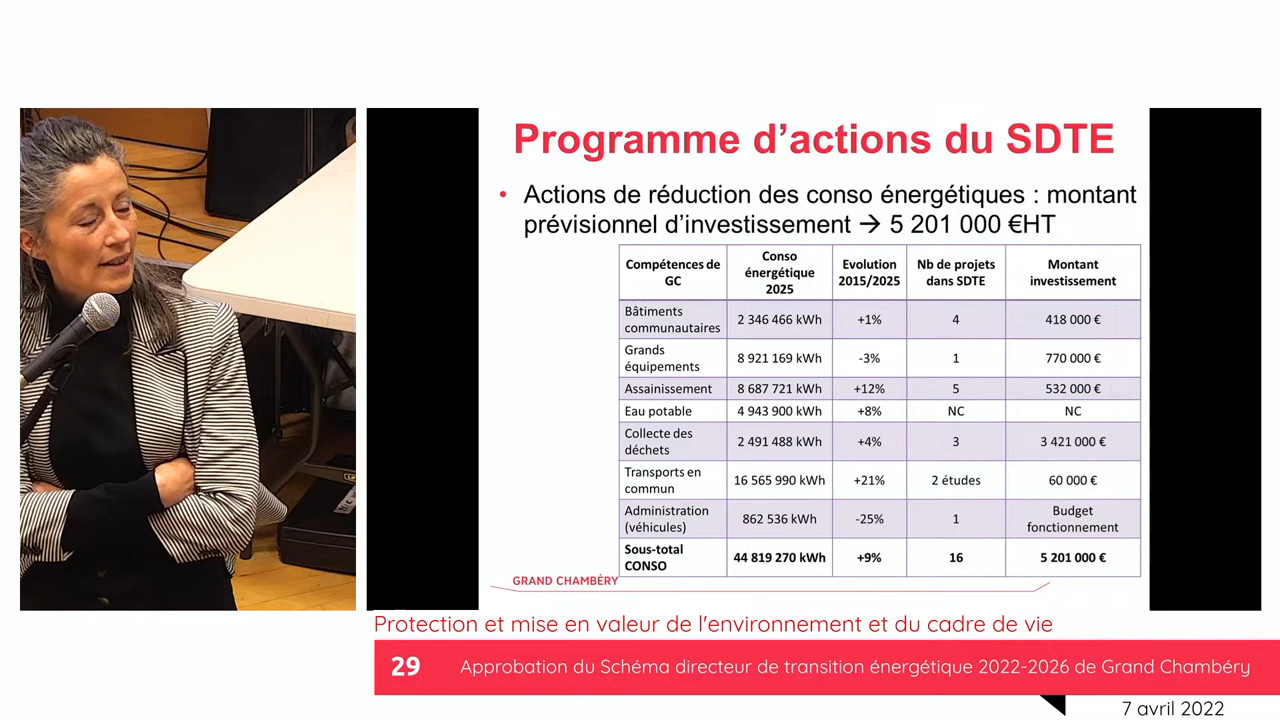 Programme d'actions du SDTE
• Actions de réduction des conso énergétiques : montant
prévisionnel d'investissement → 5 201 000 €HT
Compétences de GC | Conso énergétique 2025 | Evolution 2015/2025 | Nb de projets dans SDTE | Montant investissement
Bâtiments communautaires | 2 346 466 kWh | +1% | 4 | 418 000 €
Grands équipements | 8 921 169 kWh | -3% | 1 | 770 000 €
Assainissement | 8 687 721 kWh | +12% | 5 | 532 000 €
Eau potable | 4 943 900 kWh | +8% | NC | NC
Collecte des déchets | 2 491 488 kWh | +4% | 3 | 3 421 000 €
Transports en commun | 16 565 990 kWh | +21% | 2 études | 60 000 €
Administration (véhicules) | 862 536 kWh | -25% | 1 | Budget fonctionnement
Sous-total CONSO | 44 819 270 kWh | +9% | 16 | 5 201 000 €
GRAND CHAMBÉRY
Protection et mise en valeur de l'environnement et du cadre de vie
29 Approbation du Schéma directeur de transition énergétique 2022-2026 de Grand Chambéry
7 avril 2022